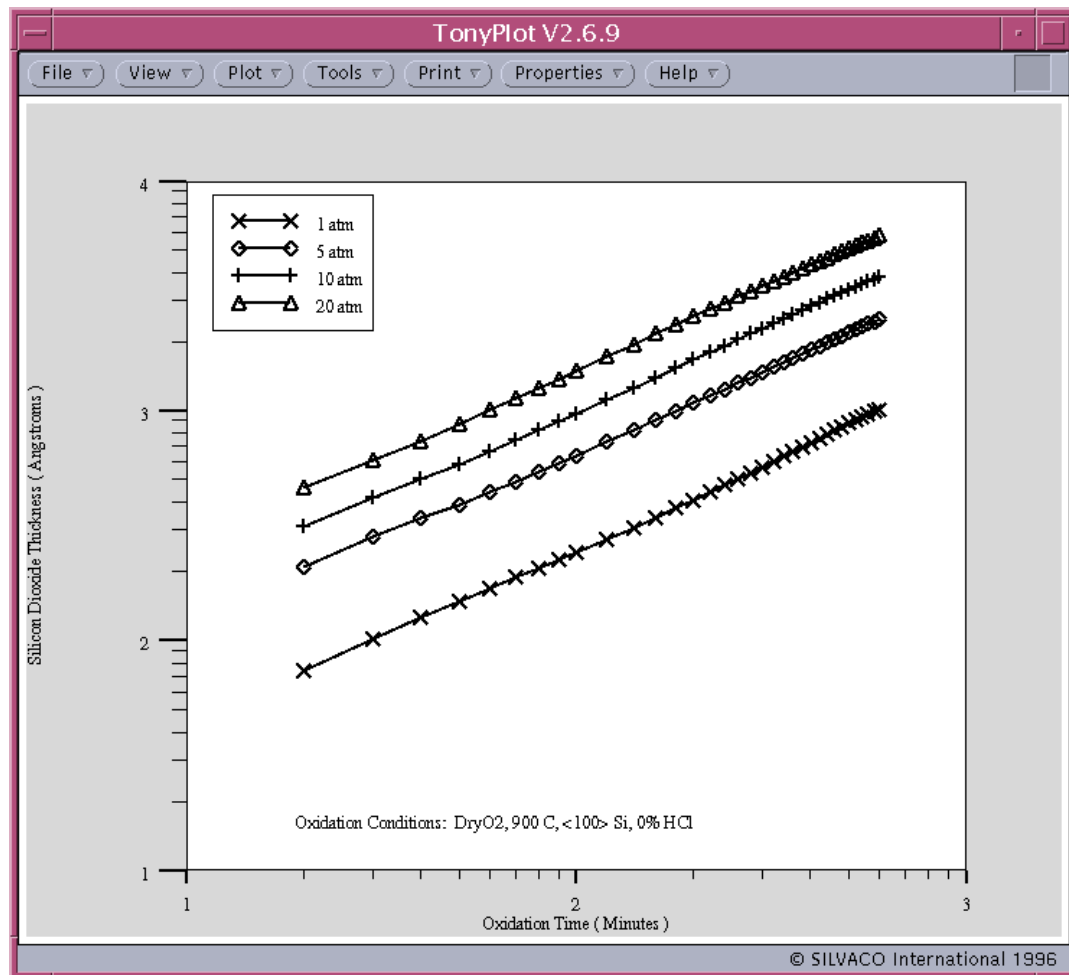 TonyPlot V2.6.9
File View Plot Tools Print Properties Help
4
1 atm
5 atm
10 atm
20 atm
3
Silicon Dioxide Thickness ( Angstroms )
2
Oxidation Conditions: DryO2, 900 C, <100> Si, 0% HCl
1
1 2 3
Oxidation Time ( Minutes )
© SILVACO International 1996